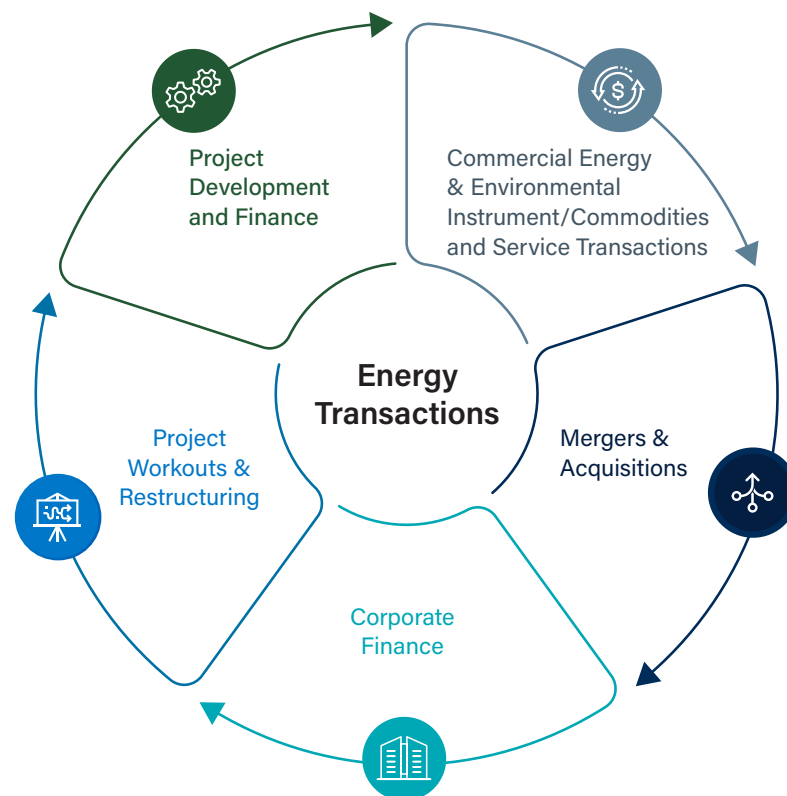 Project
Development
and Finance
Commercial Energy
& Environmental
Instrument/Commodities
and Service Transactions
Energy
Transactions
Mergers &
Acquisitions
Corporate
Finance
Project
Workouts &
Restructuring
$